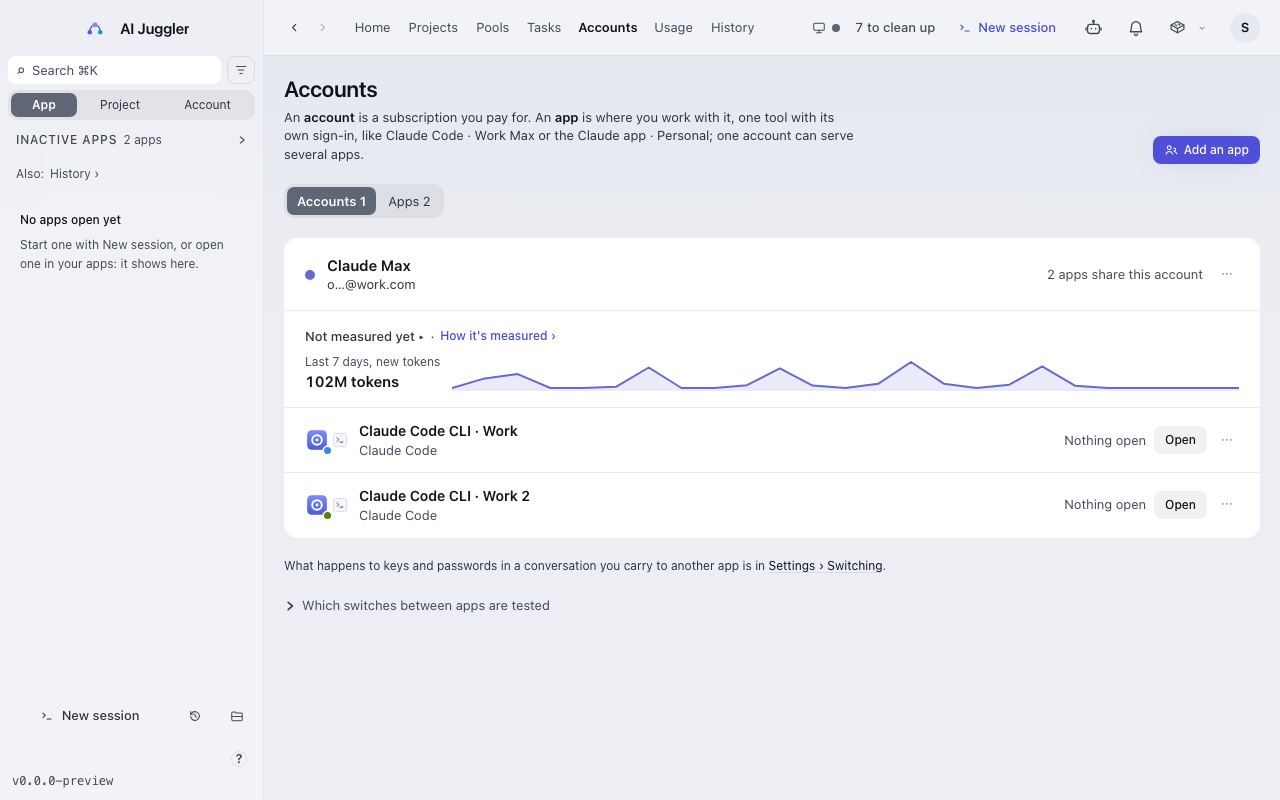 AI Juggler
Search ⌘K
App
Project
Account
INACTIVE APPS 2 apps
Also: History ›
No apps open yet
Start one with New session, or open
one in your apps: it shows here.
New session
?
v0.0.0-preview
Home
Projects
Pools
Tasks
Accounts
Usage
History
7 to clean up
New session
S
Accounts
An account is a subscription you pay for. An app is where you work with it, one tool with its
own sign-in, like Claude Code · Work Max or the Claude app · Personal; one account can serve
several apps.
Add an app
Accounts 1
Apps 2
Claude Max
o…@work.com
2 apps share this account
Not measured yet ▸ · How it's measured ›
Last 7 days, new tokens
102M tokens
Claude Code CLI · Work
Claude Code
Nothing open
Open
Claude Code CLI · Work 2
Claude Code
Nothing open
Open
What happens to keys and passwords in a conversation you carry to another app is in Settings › Switching.
Which switches between apps are tested